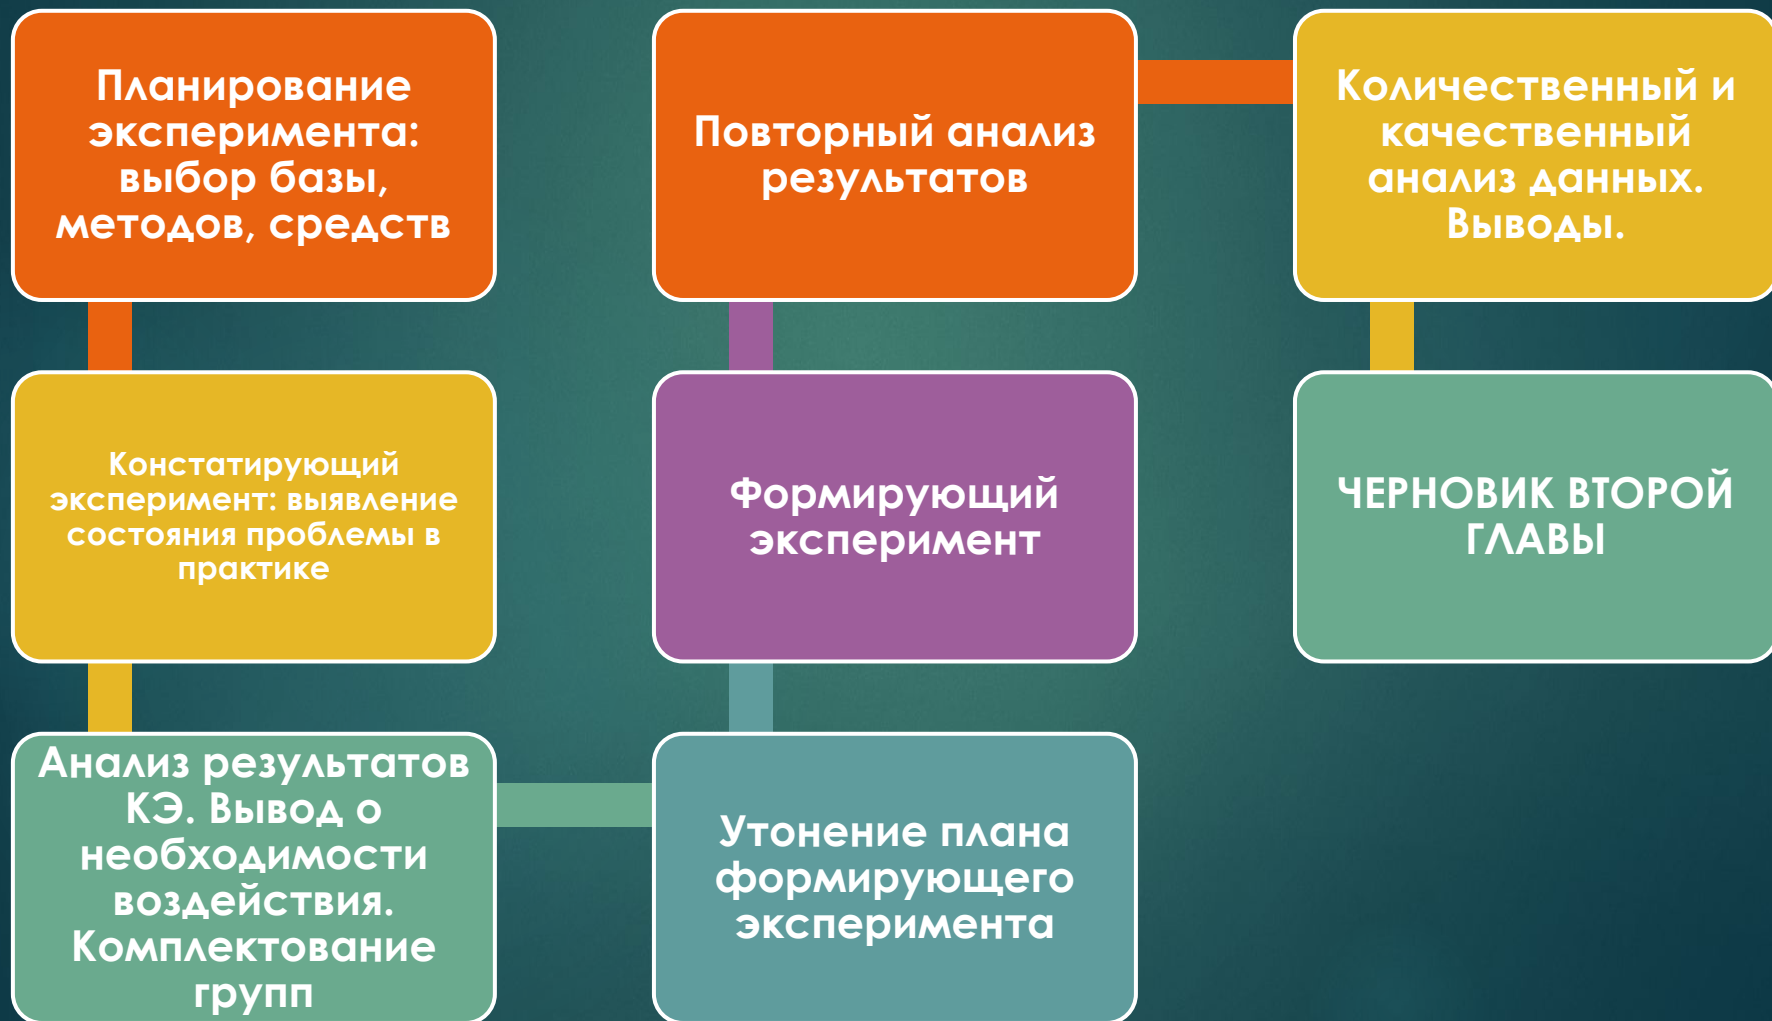 Планирование
эксперимента:
выбор базы,
методов, средств
Констатирующий
эксперимент: выявление
состояния проблемы в
практике
Анализ результатов
КЭ. Вывод о
необходимости
воздействия.
Комплектование
групп
Утонение плана
формирующего
эксперимента
Формирующий
эксперимент
Повторный анализ
результатов
Количественный и
качественный
анализ данных.
Выводы.
ЧЕРНОВИК ВТОРОЙ
ГЛАВЫ